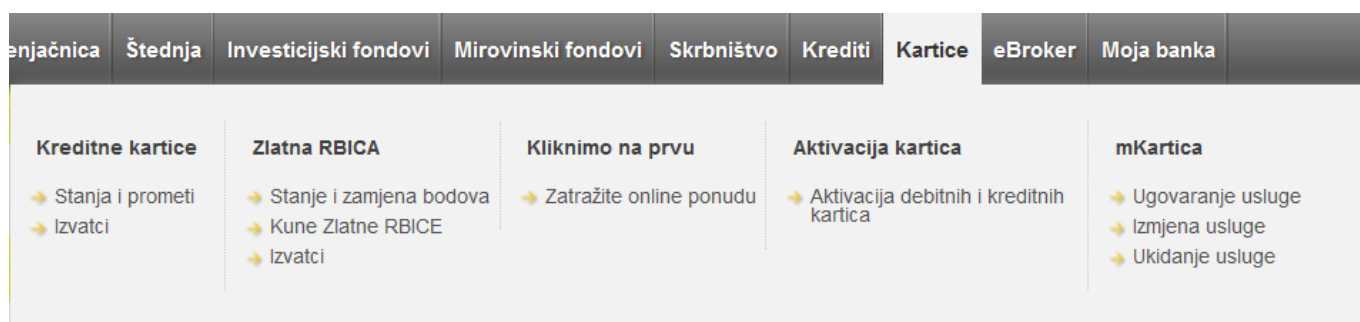 enjačnica Štednja Investicijski fondovi Mirovinski fondovi Skrbništvo Krediti Kartice eBroker Moja banka
Kreditne kartice
Stanja i prometi
Izvatci
Zlatna RBICA
Stanje i zamjena bodova
Kune Zlatne RBICE
Izvatci
Kliknimo na prvu
Zatražite online ponudu
Aktivacija kartica
Aktivacija debitnih i kreditnih
kartica
mKartica
Ugovaranje usluge
Izmjena usluge
Ukidanje usluge